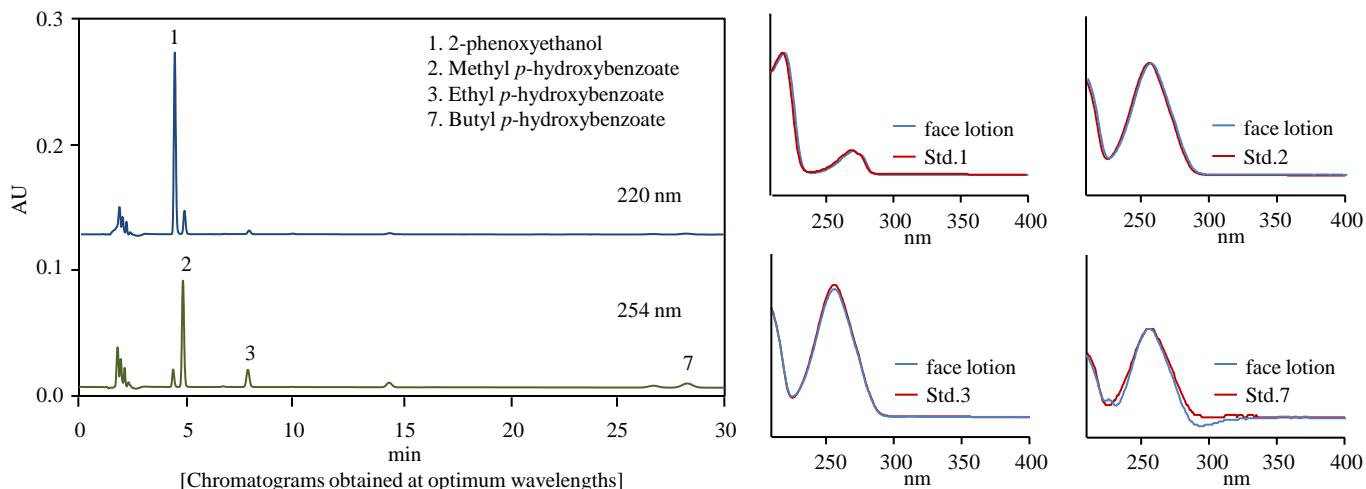 0.3
0.2
0.1
0.0
AU
1
1. 2-phenoxyethanol
2. Methyl p-hydroxybenzoate
3. Ethyl p-hydroxybenzoate
7. Butyl p-hydroxybenzoate
220 nm
2
254 nm
3
7
0 5 10 15 20 25 30
min
[Chromatograms obtained at optimum wavelengths]
face lotion
Std.1
250 300 350 400
nm
face lotion
Std.2
250 300 350 400
nm
face lotion
Std.3
250 300 350 400
nm
face lotion
Std.7
250 300 350 400
nm